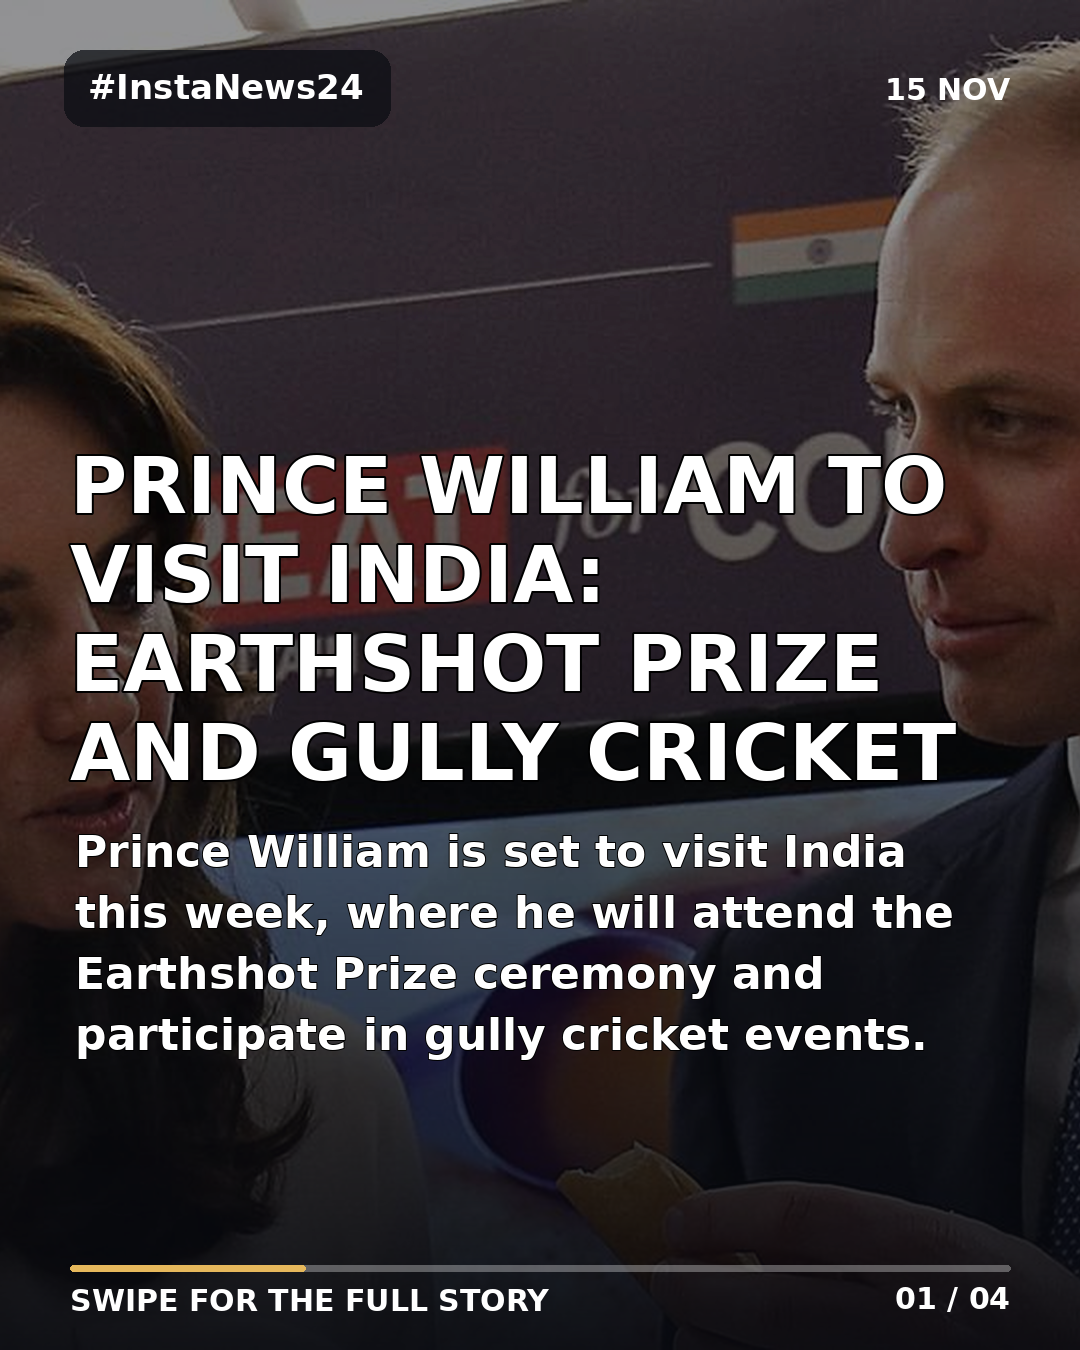 #InstaNews24
15 NOV
PRINCE WILLIAM TO
VISIT INDIA:
EARTHSHOT PRIZE
AND GULLY CRICKET
for CO
Prince William is set to visit India
this week, where he will attend the
Earthshot Prize ceremony and
participate in gully cricket events.
SWIPE FOR THE FULL STORY
01 / 04